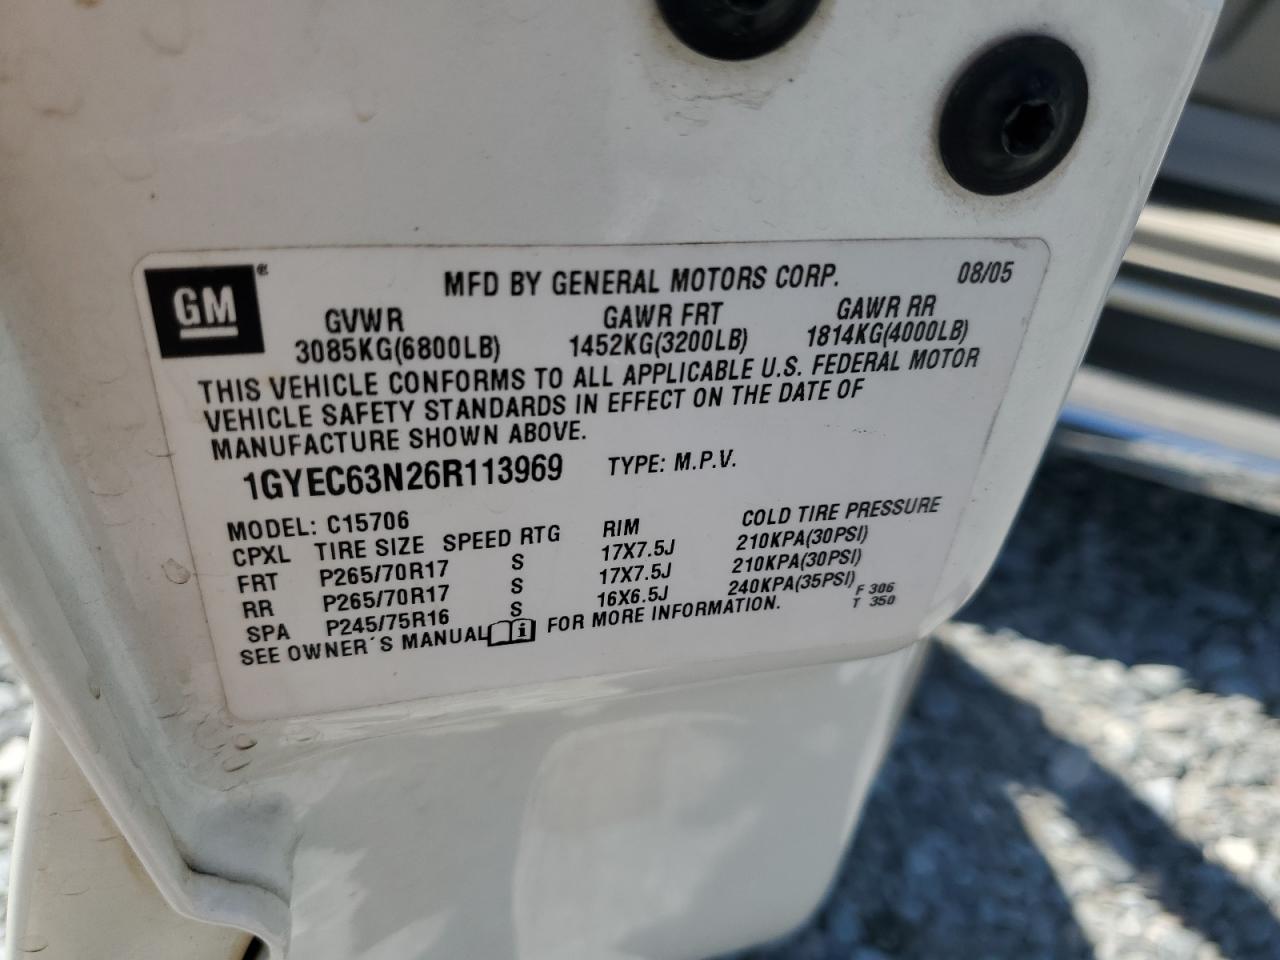 GM ®
MFD BY GENERAL MOTORS CORP. 08/05
GVWR GAWR FRT GAWR RR
3085KG(6800LB) 1452KG(3200LB) 1814KG(4000LB)
THIS VEHICLE CONFORMS TO ALL APPLICABLE U.S. FEDERAL MOTOR
VEHICLE SAFETY STANDARDS IN EFFECT ON THE DATE OF
MANUFACTURE SHOWN ABOVE.
1GYEC63N26R113969 TYPE: M.P.V.
MODEL: C15706
CPXL TIRE SIZE SPEED RTG RIM COLD TIRE PRESSURE
FRT P265/70R17 S 17X7.5J 210KPA(30PSI)
RR P265/70R17 S 17X7.5J 210KPA(30PSI)
SPA P245/75R16 S 16X6.5J 240KPA(35PSI) F 306
SEE OWNER´S MANUAL i FOR MORE INFORMATION. T 350